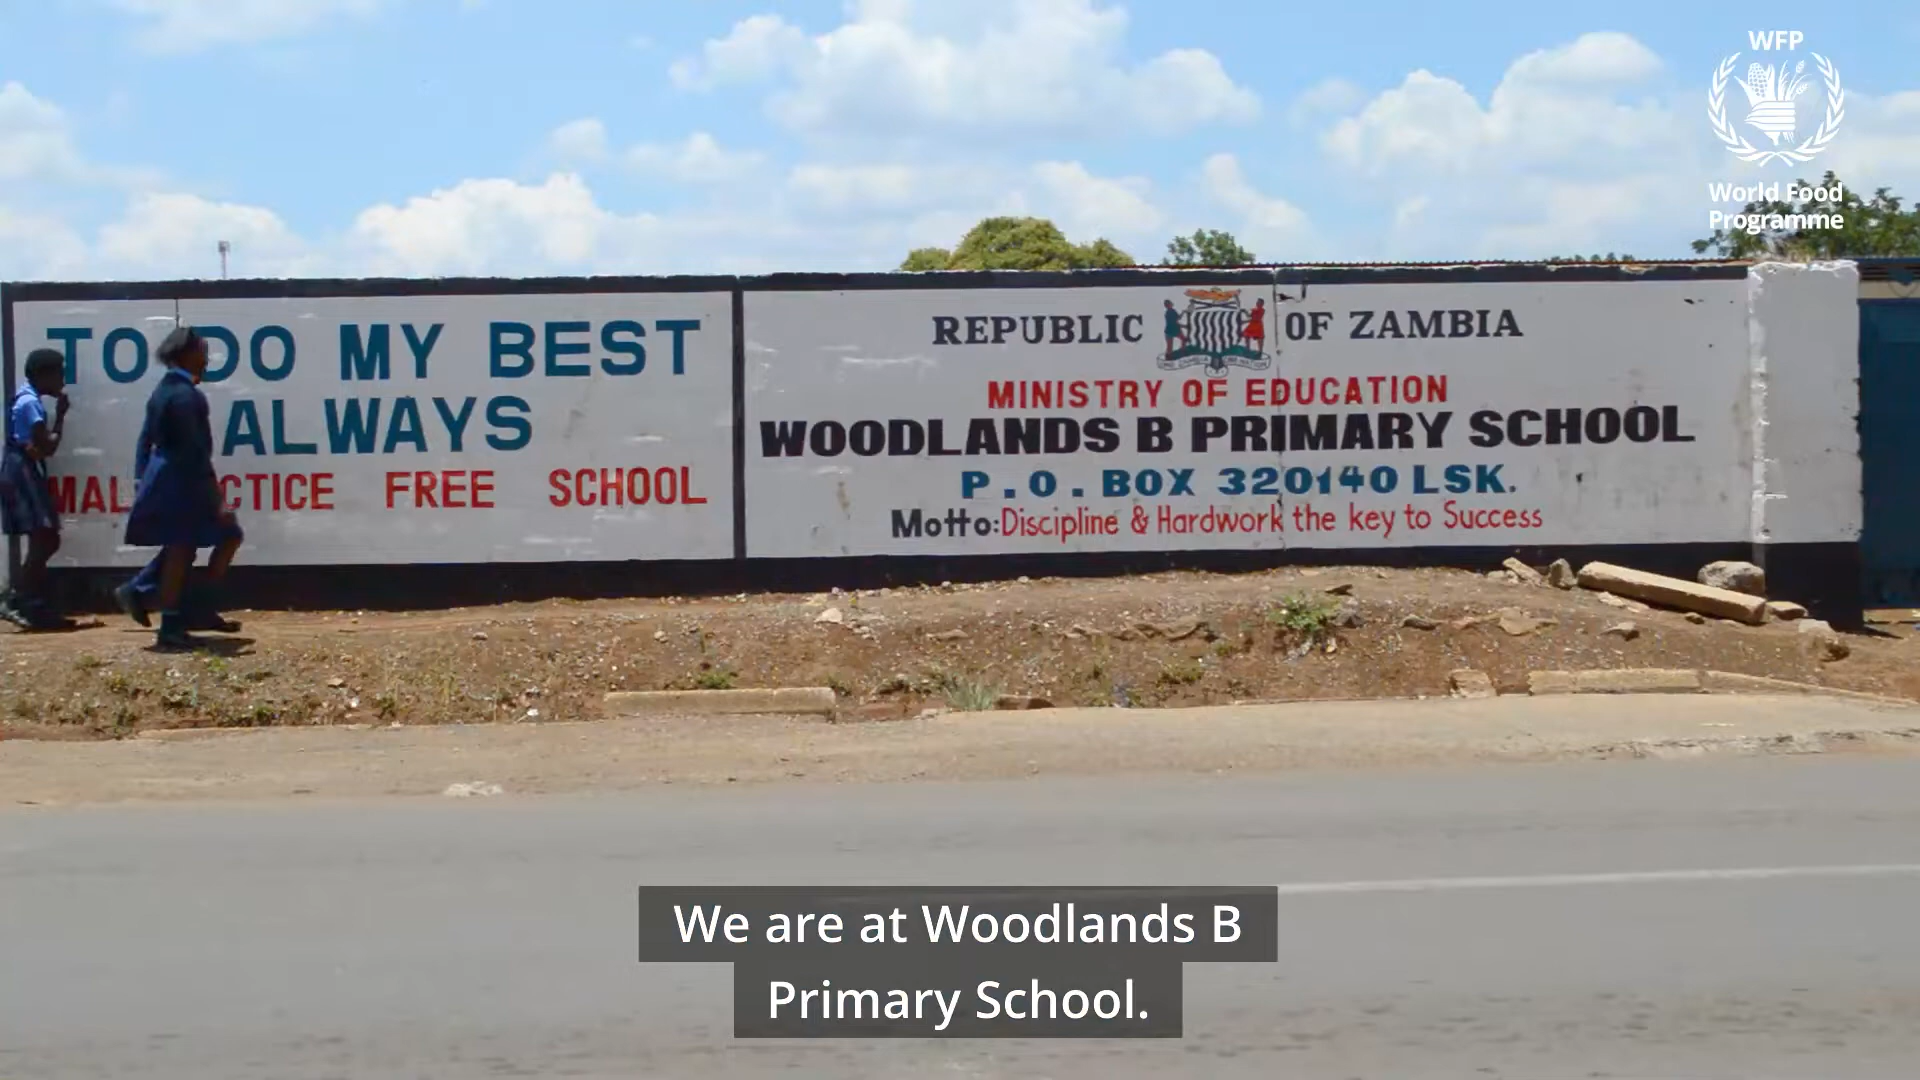 WFP
World Food
Programme
TO DO MY BEST
ALWAYS
FREE SCHOOL
REPUBLIC OF ZAMBIA
MINISTRY OF EDUCATION
WOODLANDS B PRIMARY SCHOOL
P.O. BOX 320140 LSK.
Motto: Discipline & Hardwork the key to Success
We are at Woodlands B
Primary School.